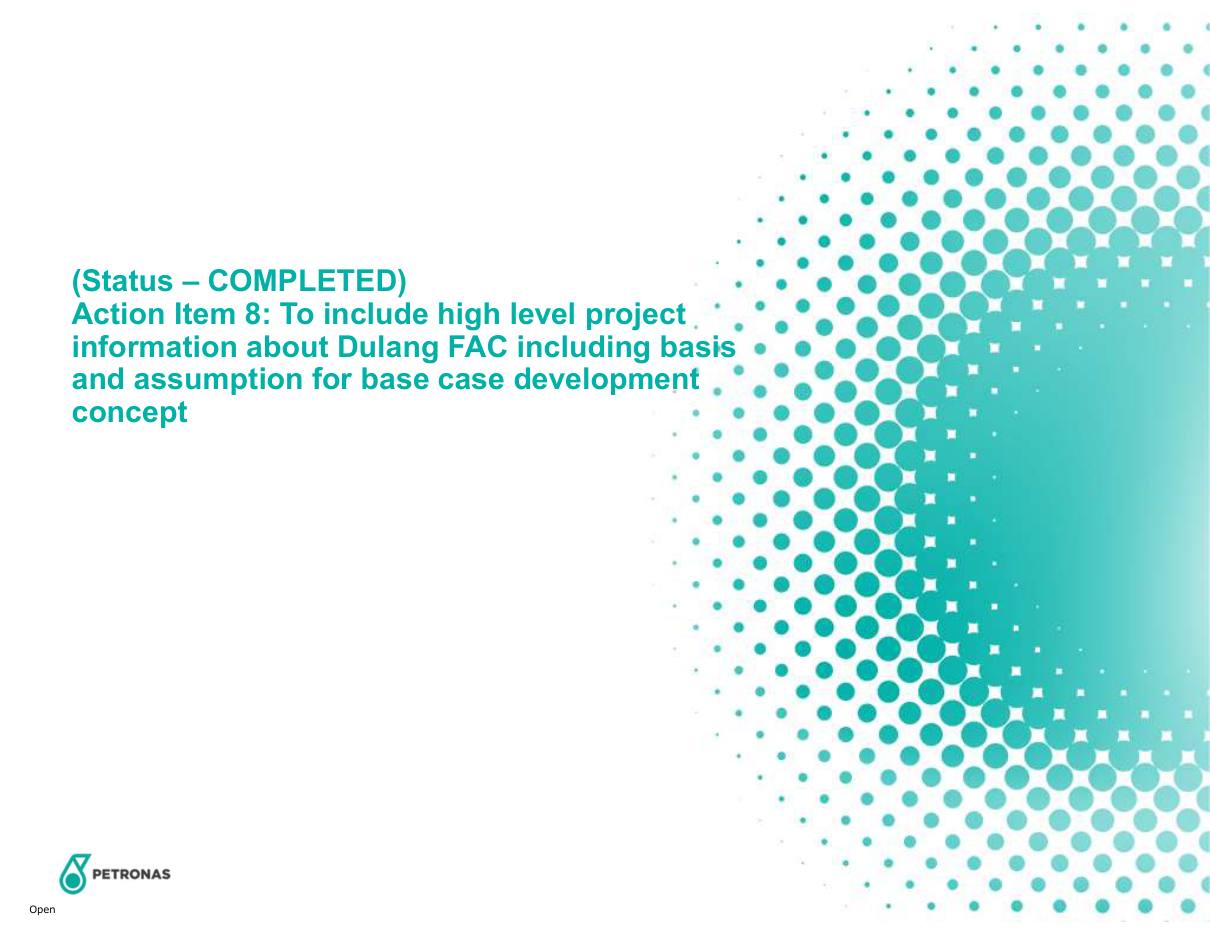 (Status – COMPLETED)
Action Item 8: To include high level project
information about Dulang FAC including basis
and assumption for base case development
concept
PETRONAS
Open